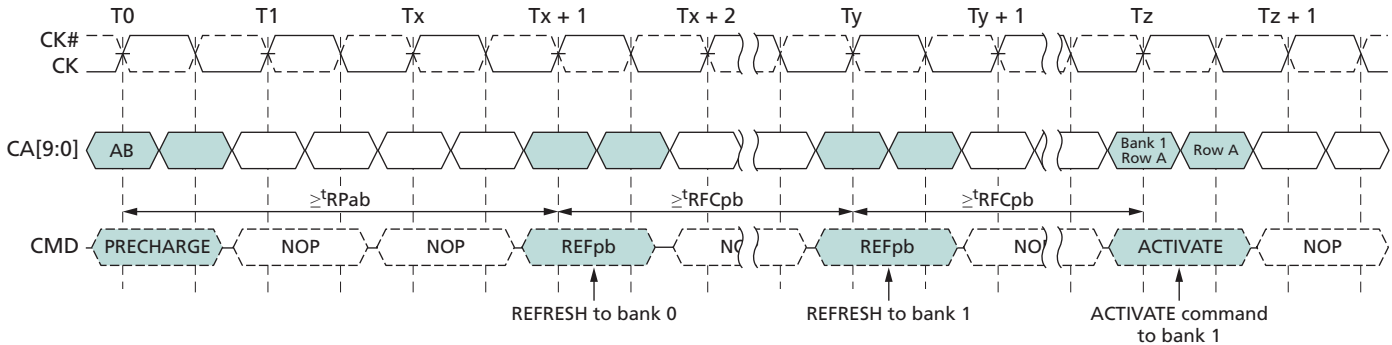 T0 T1 Tx Tx + 1 Tx + 2 Ty Ty + 1 Tz Tz + 1
CK#
CK
CA[9:0] AB Bank 1 Row A Row A
≥tRPab ≥tRFCpb ≥tRFCpb
CMD PRECHARGE NOP NOP REFpb REFpb ACTIVATE NOP
REFRESH to bank 0 REFRESH to bank 1 ACTIVATE command
to bank 1